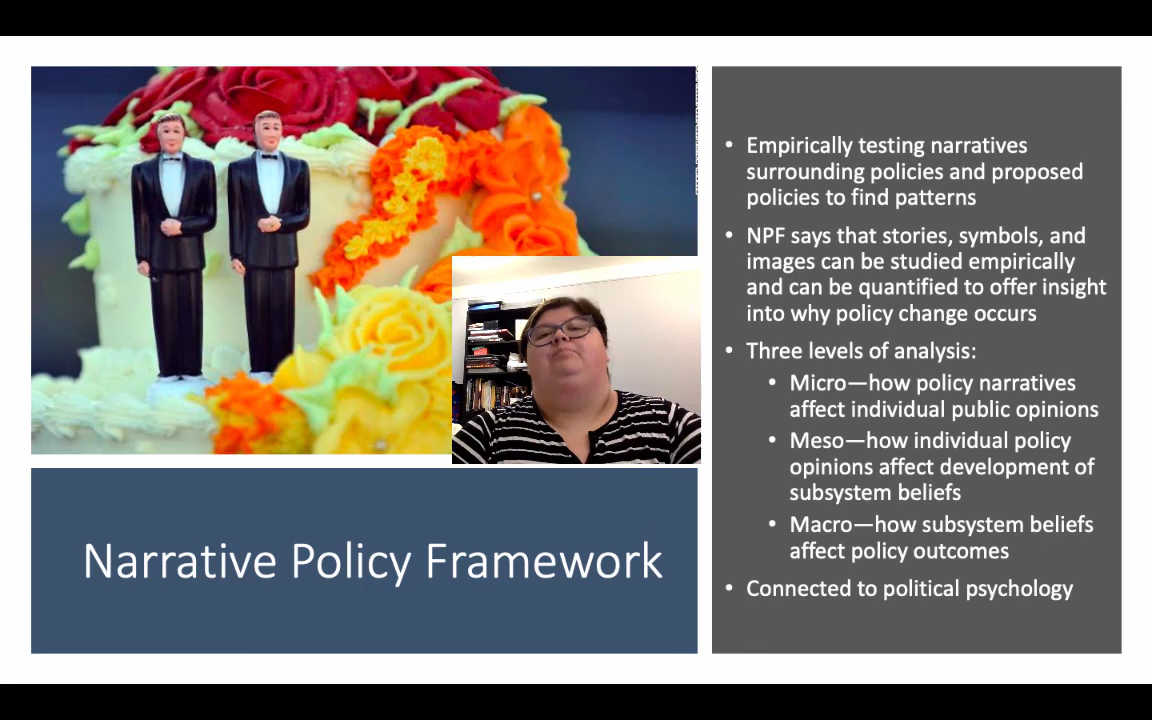 Narrative Policy Framework
• Empirically testing narratives
surrounding policies and proposed
policies to find patterns
• NPF says that stories, symbols, and
images can be studied empirically
and can be quantified to offer insight
into why policy change occurs
• Three levels of analysis:
• Micro—how policy narratives
affect individual public opinions
• Meso—how individual policy
opinions affect development of
subsystem beliefs
• Macro—how subsystem beliefs
affect policy outcomes
• Connected to political psychology